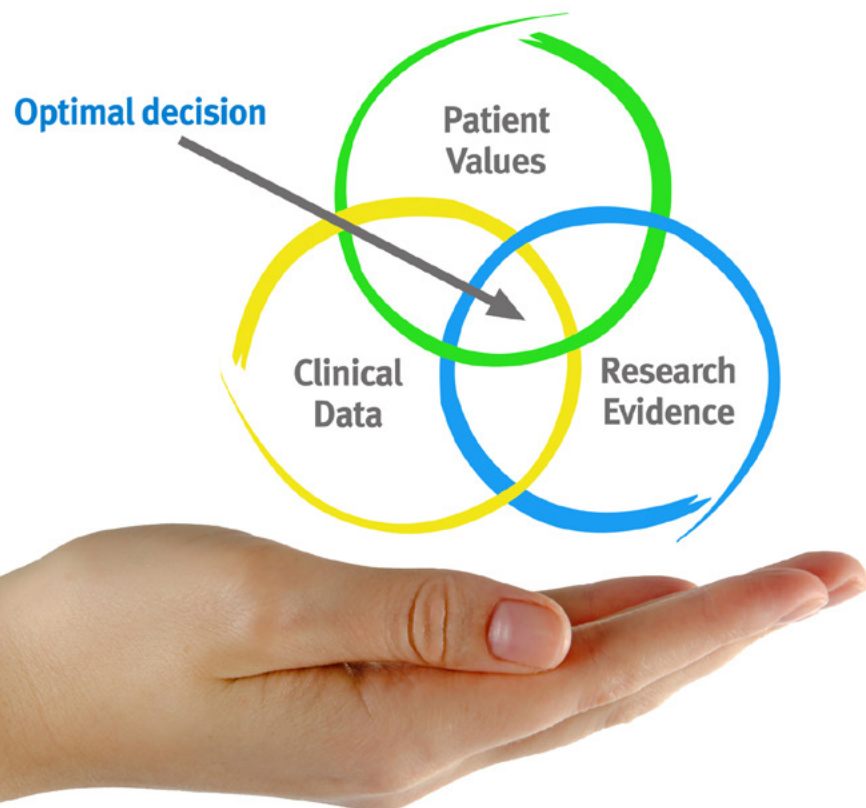 Optimal decision
Patient
Values
Clinical
Data
Research
Evidence